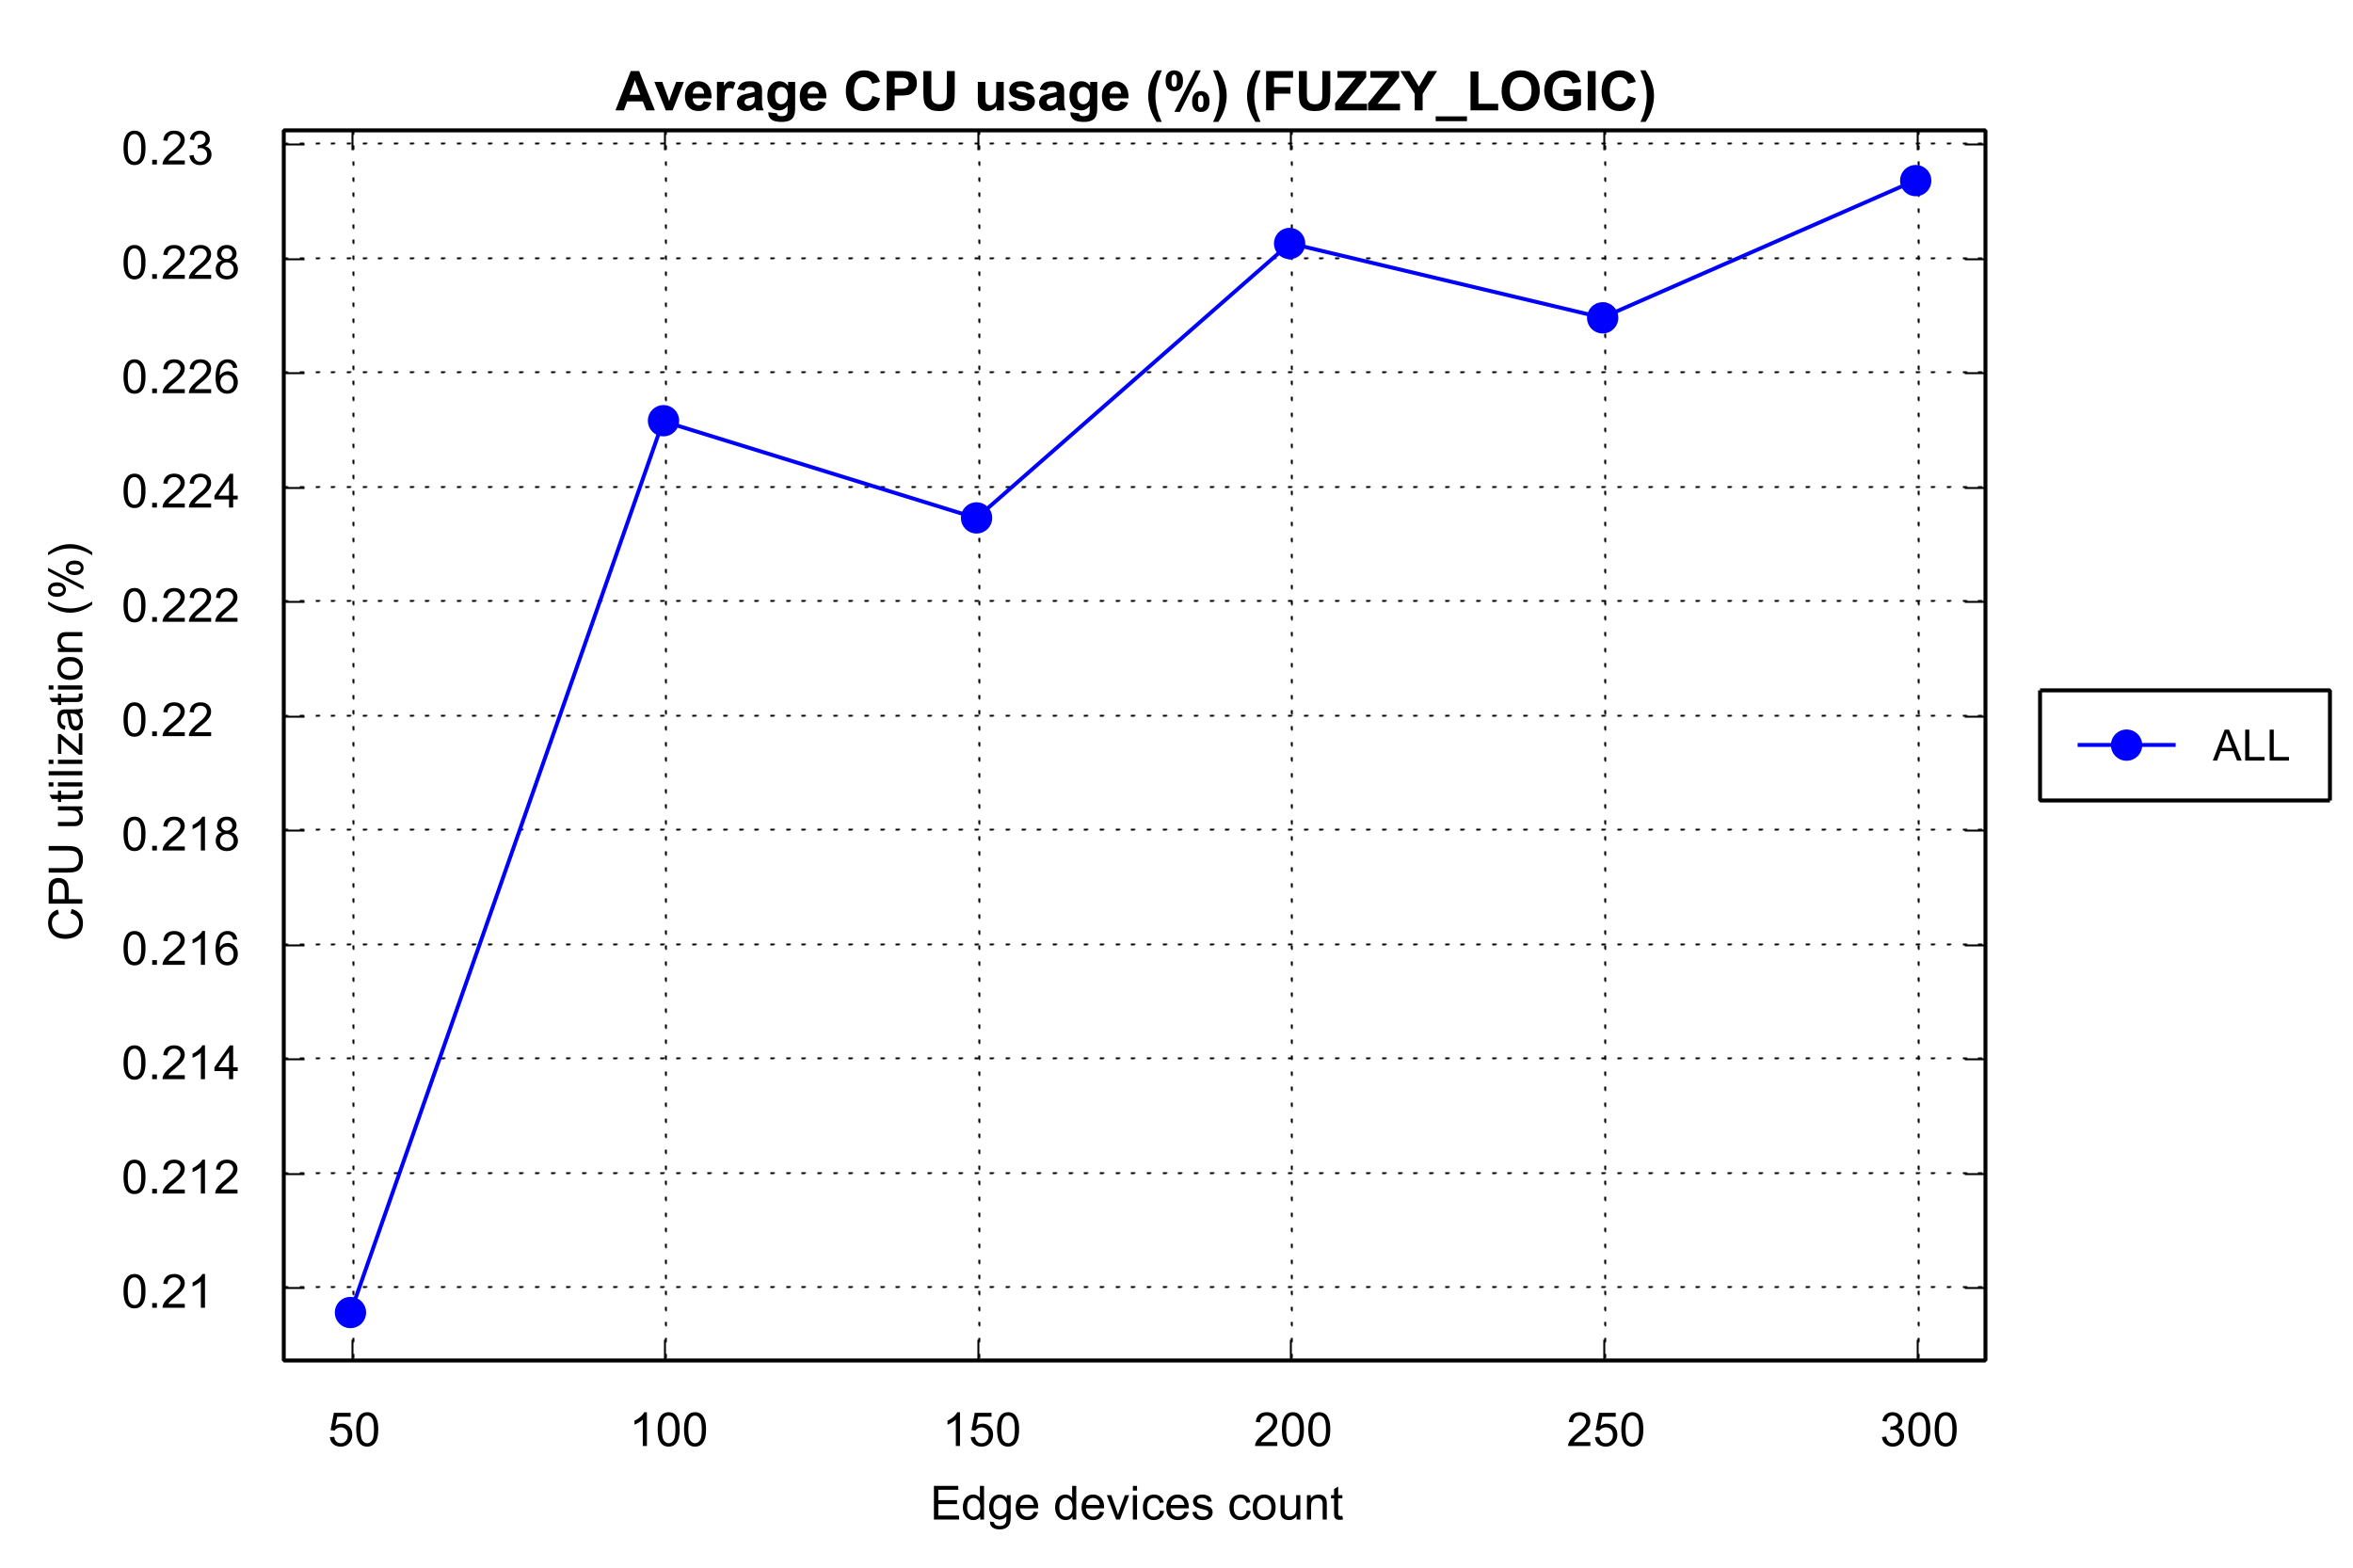 Average CPU usage (%) (FUZZY_LOGIC)
0.23
0.228
0.226
0.224
0.222
0.22
0.218
0.216
0.214
0.212
0.21
CPU utilization (%)
ALL
50 100 150 200 250 300
Edge devices count